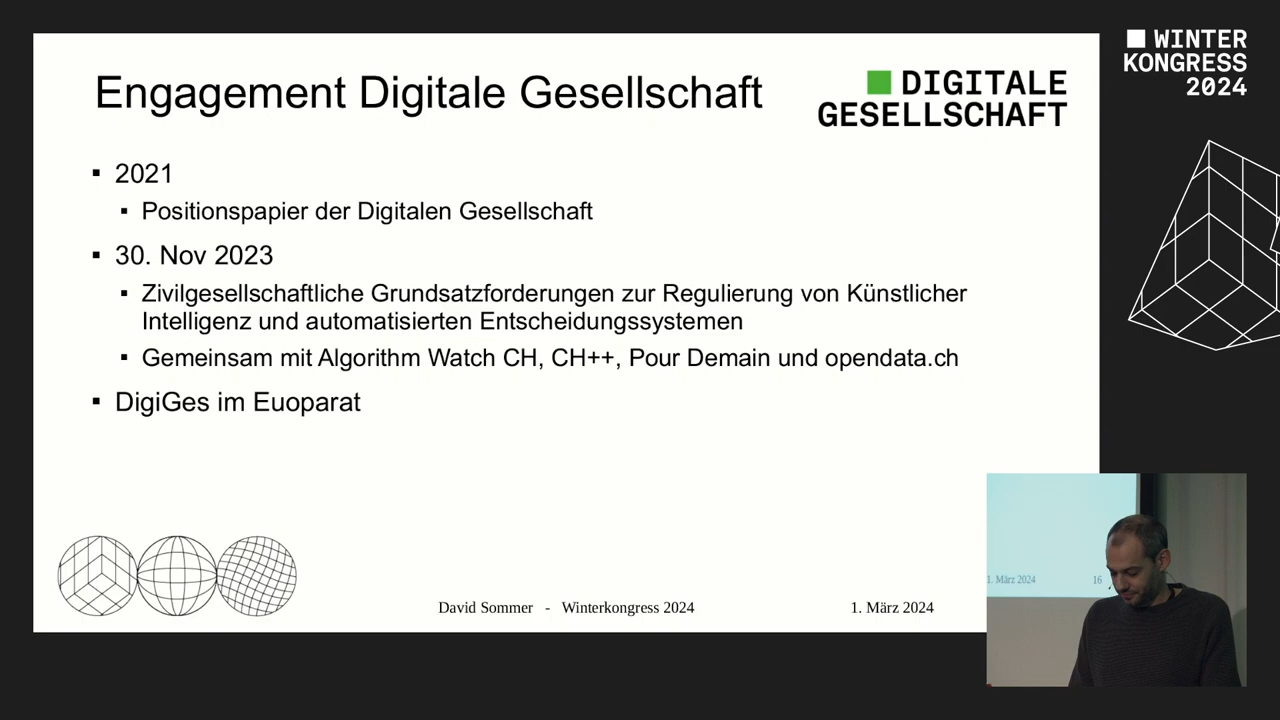 Engagement Digitale Gesellschaft
DIGITALE
GESELLSCHAFT
WINTER
KONGRESS
2024
2021
Positionspapier der Digitalen Gesellschaft
30. Nov 2023
Zivilgesellschaftliche Grundsatzforderungen zur Regulierung von Künstlicher
Intelligenz und automatisierten Entscheidungssystemen
Gemeinsam mit Algorithm Watch CH, CH++, Pour Demain und opendata.ch
DigiGes im Euoparat
David Sommer - Winterkongress 2024
1. März 2024
1. März 2024 16